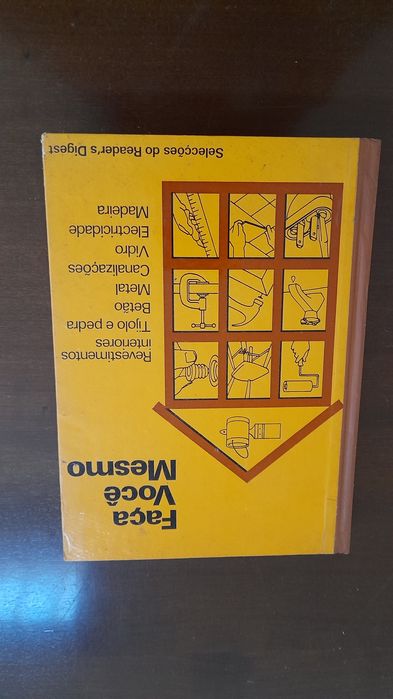 Faça
Você
Mesmo
Revestimentos
interiores
Tijolo e pedra
Betão
Metal
Canalizações
Vidro
Electricidade
Madeira
Selecções do Reader's Digest